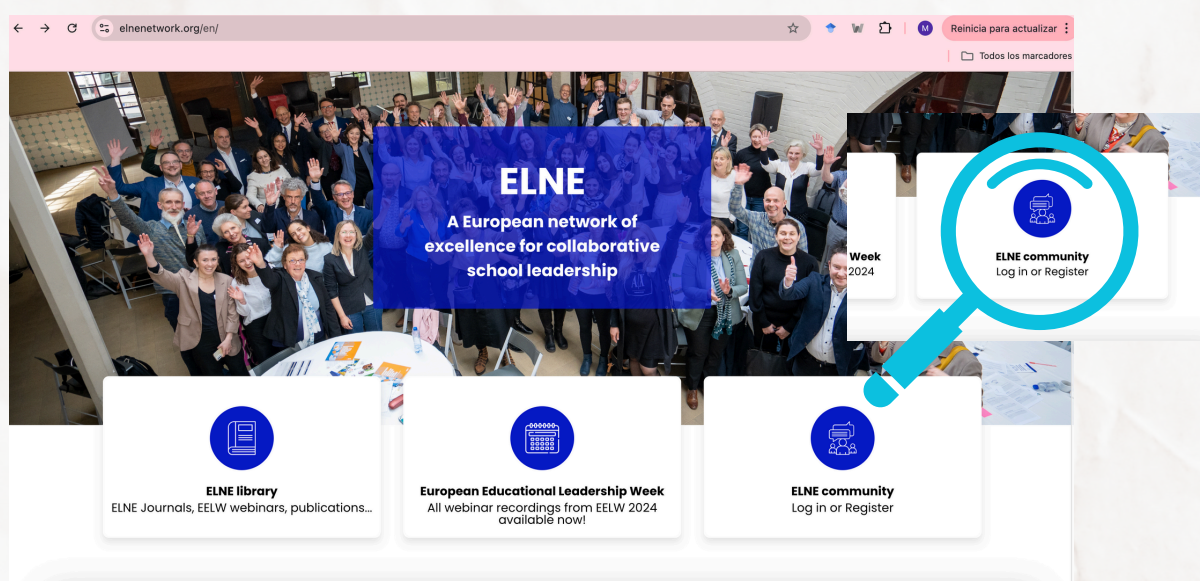 elnenetwork.org/en/
M
Reinicia para actualizar
Todos los marcadores
ELNE
A European network of
excellence for collaborative
school leadership
Week
2024
ELNE community
Log in or Register
ELNE library
ELNE Journals, EELW webinars, publications...
European Educational Leadership Week
All webinar recordings from EELW 2024
available now!
ELNE community
Log in or Register